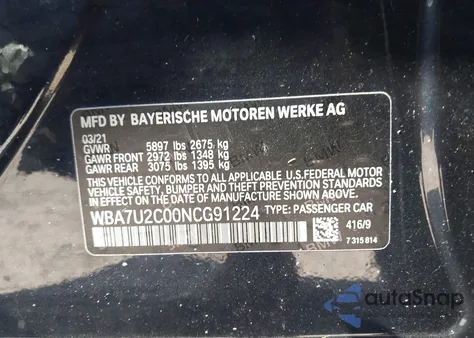 MFD BY BAYERISCHE MOTOREN WERKE AG
03/21
GVWR 5897 lbs 2675 kg
GAWR FRONT 2972 lbs 1348 kg
GAWR REAR 3075 lbs 1395 kg
THIS VEHICLE CONFORMS TO ALL APPLICABLE U.S.FEDERAL MOTOR
VEHICLE SAFETY, BUMPER, AND THEFT PREVENTION STANDARDS
IN EFFECT ON THE DATE OF MANUFACTURE SHOWN ABOVE.
WBA7U2C00NCG91224 TYPE: PASSENGER CAR
416/9
7 315 814
autoSnap